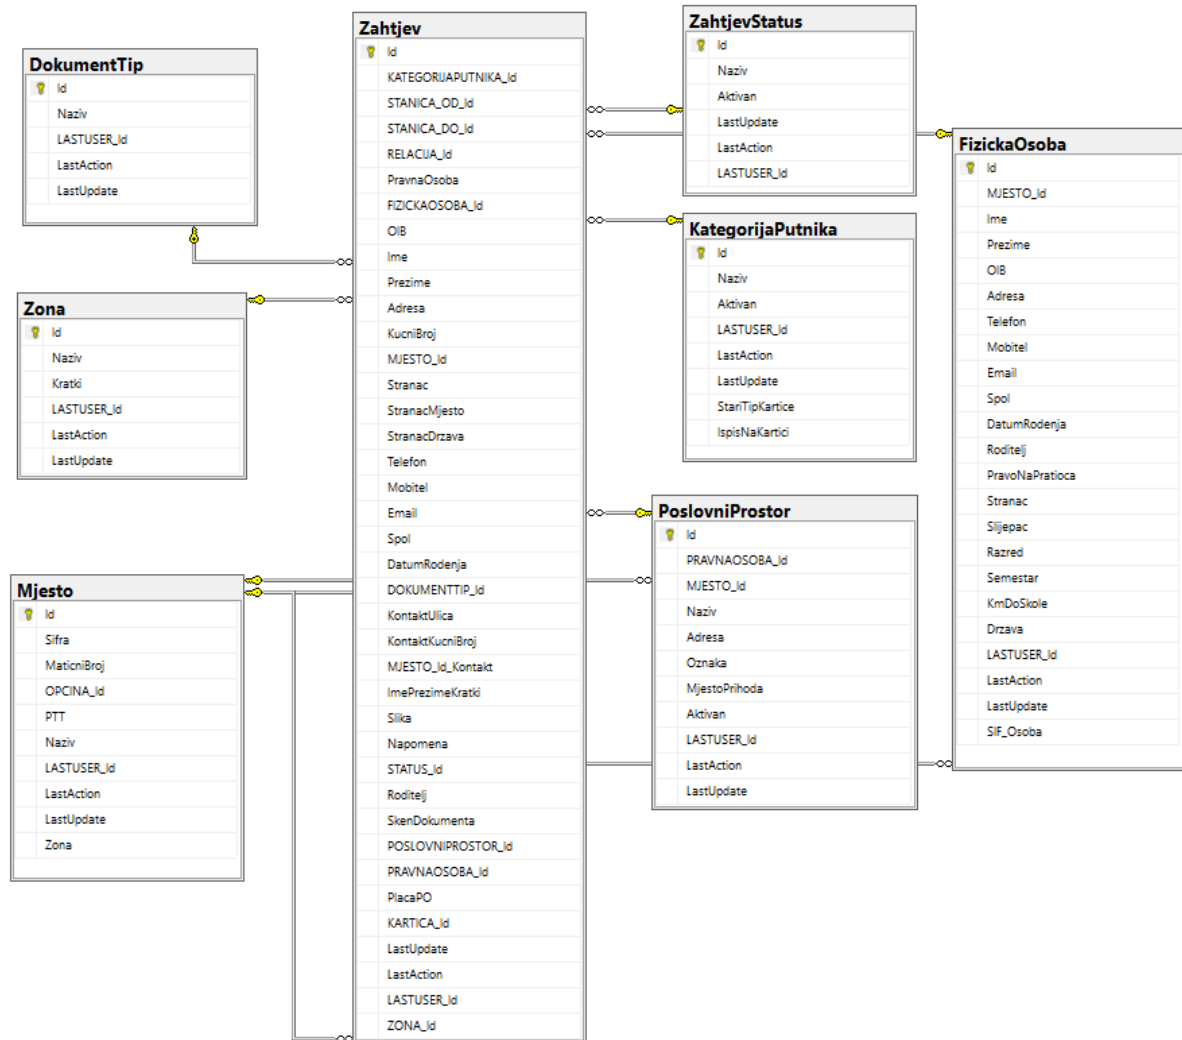 DokumentTip
Id
Naziv
LASTUSER_Id
LastAction
LastUpdate
Zona
Id
Naziv
Kratki
LASTUSER_Id
LastAction
LastUpdate
Mjesto
Id
Sifra
MaticniBroj
OPCINA_Id
PTT
Naziv
LASTUSER_Id
LastAction
LastUpdate
Zona
Zahtjev
Id
KATEGORIJAPUTNIKA_Id
STANICA_OD_Id
STANICA_DO_Id
RELACIJA_Id
PravnaOsoba
FIZICKAOSOBA_Id
OIB
Ime
Prezime
Adresa
KucniBroj
MJESTO_Id
Stranac
StranacMjesto
StranacDrzava
Telefon
Mobitel
Email
Spol
DatumRodenja
DOKUMENTTIP_Id
KontaktUlica
KontaktKucniBroj
MJESTO_Id_Kontakt
ImePrezimeKratki
Slika
Napomena
STATUS_Id
Roditelj
SkenDokumenta
POSLOVNIPROSTOR_Id
PRAVNAOSOBA_Id
PlacaPO
KARTICA_Id
LastUpdate
LastAction
LASTUSER_Id
ZONA_Id
ZahtjevStatus
Id
Naziv
Aktivan
LastUpdate
LastAction
LASTUSER_Id
KategorijaPutnika
Id
Naziv
Aktivan
LASTUSER_Id
LastAction
LastUpdate
StariTipKartice
IspisNaKartici
PoslovniProstor
Id
PRAVNAOSOBA_Id
MJESTO_Id
Naziv
Adresa
Oznaka
MjestoPrihoda
Aktivan
LASTUSER_Id
LastAction
LastUpdate
FizickaOsoba
Id
MJESTO_Id
Ime
Prezime
OIB
Adresa
Telefon
Mobitel
Email
Spol
DatumRodenja
Roditelj
PravoNaPratioca
Stranac
Slijepac
Razred
Semestar
KmDoSkole
Drzava
LASTUSER_Id
LastAction
LastUpdate
SIF_Osoba